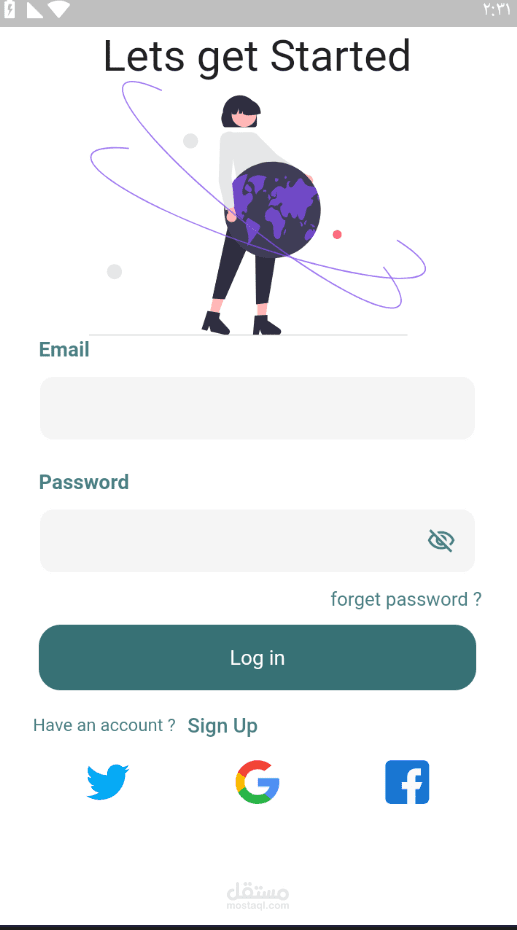 ٢:٣١
Lets get Started
Email
Password
forget password ?
Log in
Have an account ? Sign Up
مستقل
mostaql.com